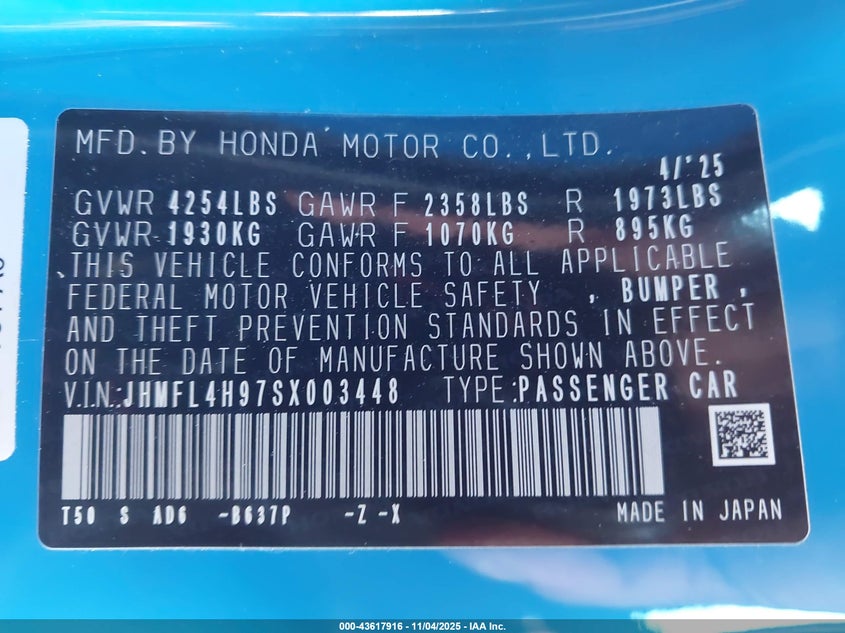 MFD. BY HONDA MOTOR CO., LTD.
4/'25
GVWR 4254LBS GAWR F 2358LBS R 1973LBS
GVWR 1930KG GAWR F 1070KG R 895KG
THIS VEHICLE CONFORMS TO ALL APPLICABLE
FEDERAL MOTOR VEHICLE SAFETY , BUMPER ,
AND THEFT PREVENTION STANDARDS IN EFFECT
ON THE DATE OF MANUFACTURE SHOWN ABOVE.
V.I.N.:JHMFL4H97SX003448 TYPE:PASSENGER CAR
T50 S AD6 -B637P -Z -X MADE IN JAPAN
000-43617916 - 11/04/2025 - IAA Inc.